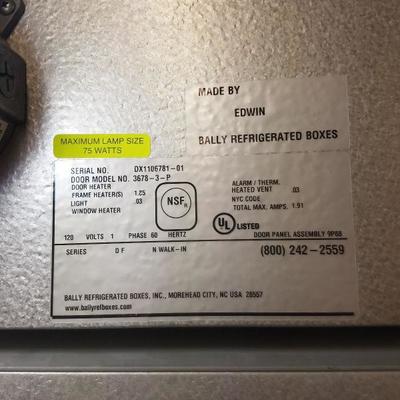 MADE BY
EDWIN
BALLY REFRIGERATED BOXES
MAXIMUM LAMP SIZE
75 WATTS
SERIAL NO. DX1106781-01
DOOR MODEL NO. 3678-3-P
DOOR HEATER
FRAME HEATER(S) 1.25
LIGHT .03
WINDOW HEATER
NSF
ALARM / THERM.
HEATED VENT .03
NYC CODE
TOTAL MAX. AMPS. 1.91
UL LISTED
DOOR PANEL ASSEMBLY 9P68
120 VOLTS 1 PHASE 60 HERTZ
SERIES D F N WALK-IN (800) 242-2559
BALLY REFRIGERATED BOXES, INC., MOREHEAD CITY, NC USA 28557
www.ballyrefboxes.com